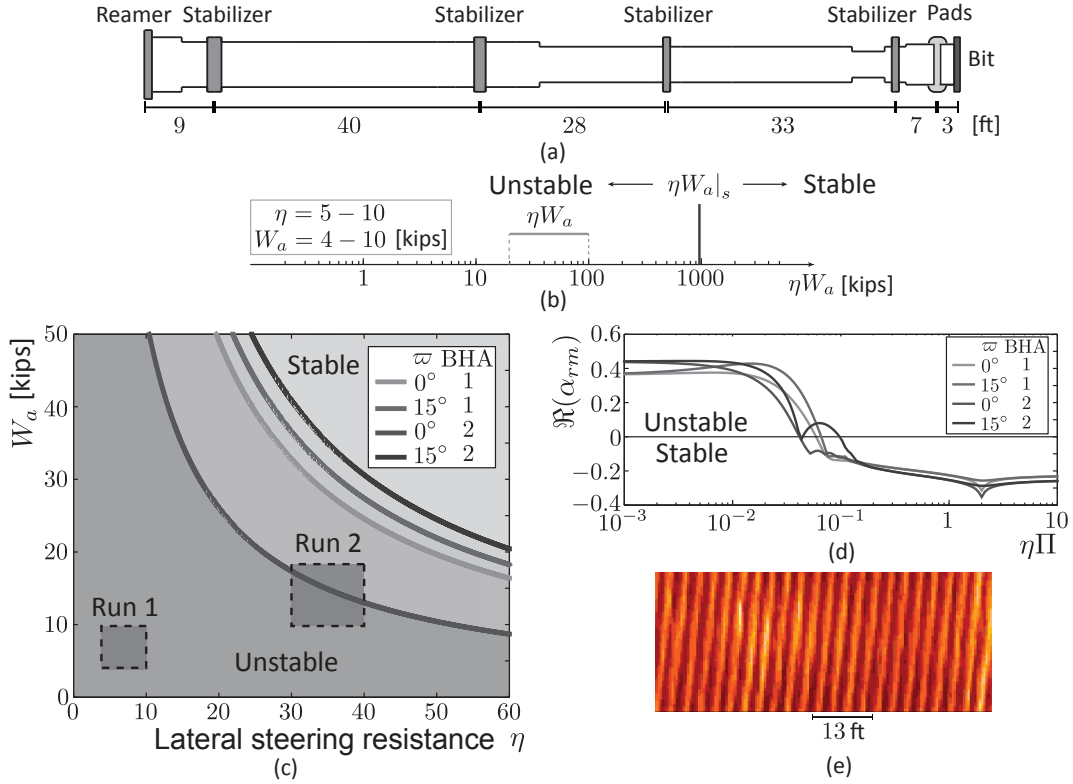 Reamer Stabilizer Stabilizer Stabilizer Stabilizer Pads
Bit
9 40 28 33 7 3 [ft]
(a)
Unstable ηW_a|_s Stable
η = 5 − 10
W_a = 4 − 10 [kips]
ηW_a
1 10 100 1000
ηW_a [kips]
(b)
W_a [kips]
50
40
30
20
10
0
Stable
ϖ BHA
0° 1
15° 1
0° 2
15° 2
Run 2
Run 1
Unstable
0 10 20 30 40 50 60
Lateral steering resistance η
(c)
ℜ(α_rm)
0.6
0.4
0.2
0
−0.2
−0.4
ϖ BHA
0° 1
15° 1
0° 2
15° 2
Unstable
Stable
10⁻³ 10⁻² 10⁻¹ 1 10
ηΠ
(d)
13 ft
(e)